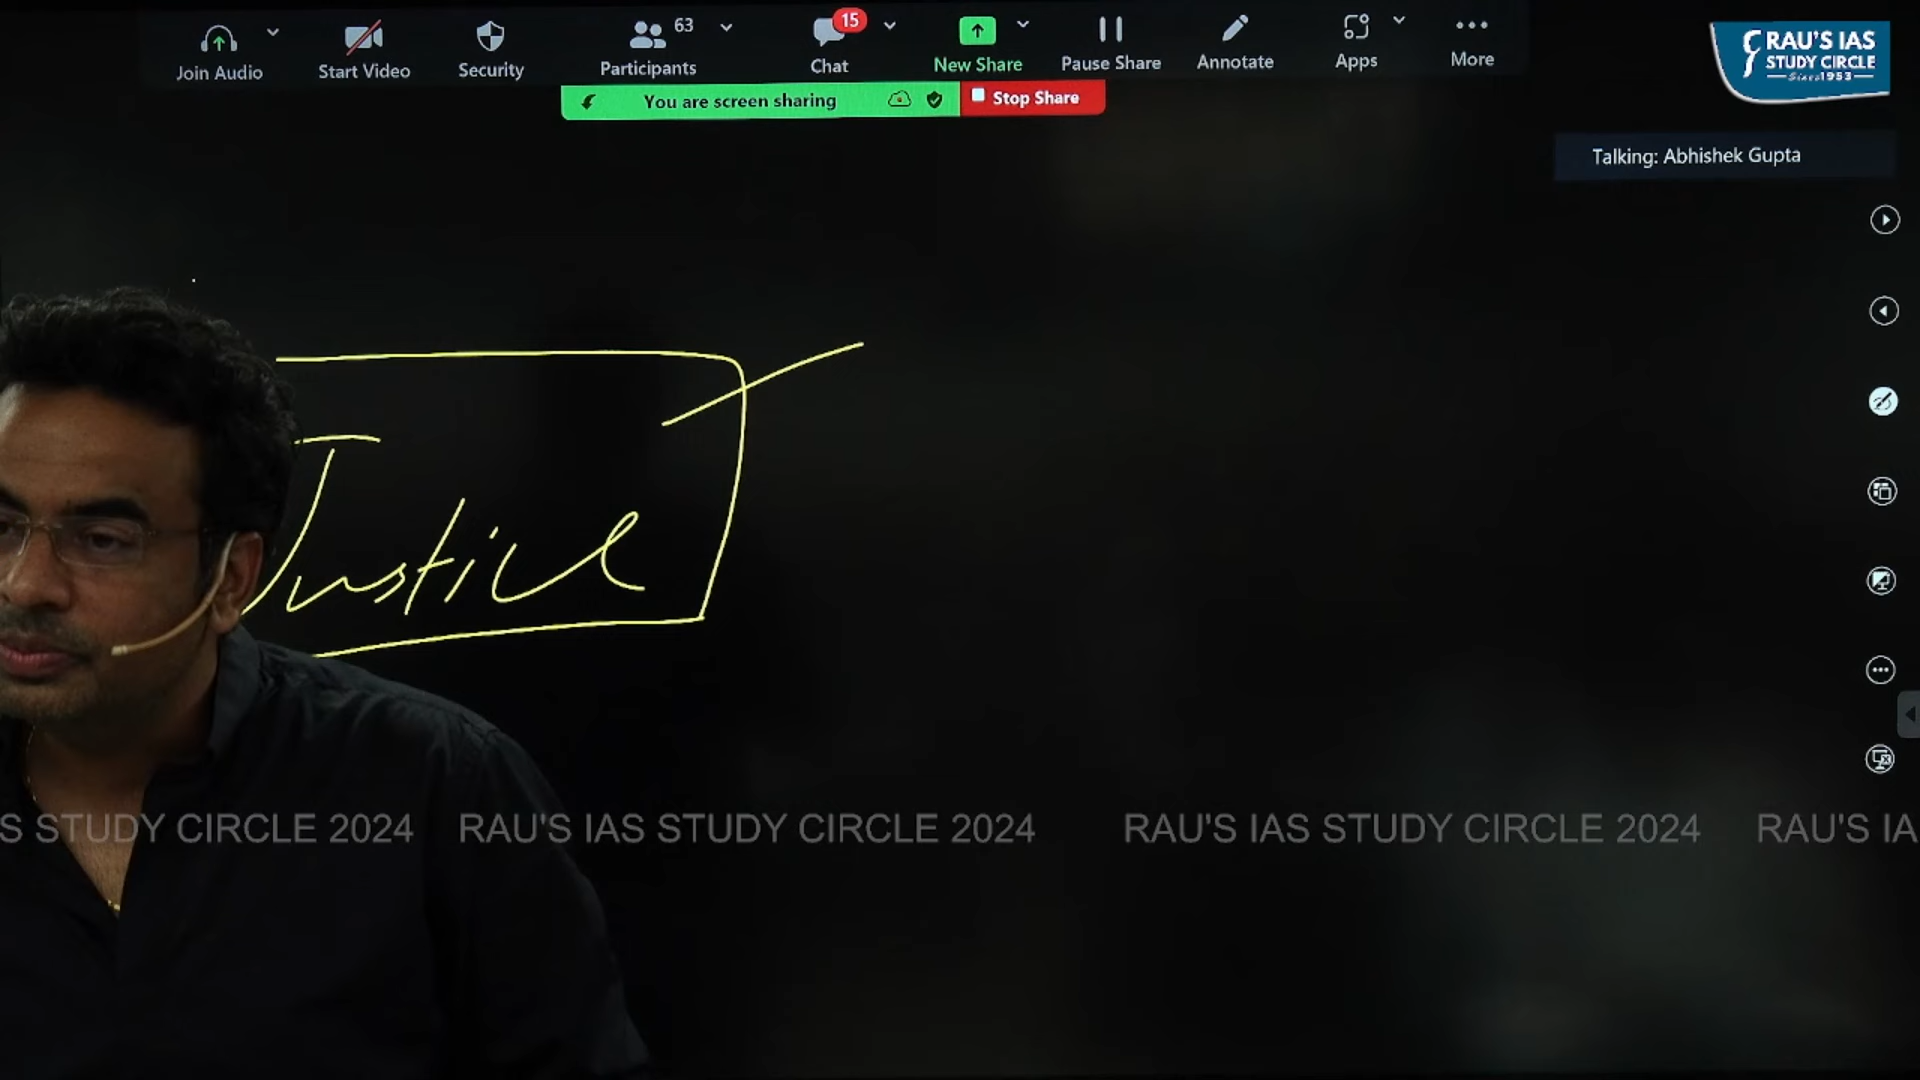 Join Audio
Start Video
Security
Participants
63
Chat
15
New Share
Pause Share
Annotate
Apps
More
You are screen sharing
Stop Share
RAU'S IAS
STUDY CIRCLE
Since 1953
Talking: Abhishek Gupta
Justice
S STUDY CIRCLE 2024 RAU'S IAS STUDY CIRCLE 2024 RAU'S IAS STUDY CIRCLE 2024 RAU'S IA